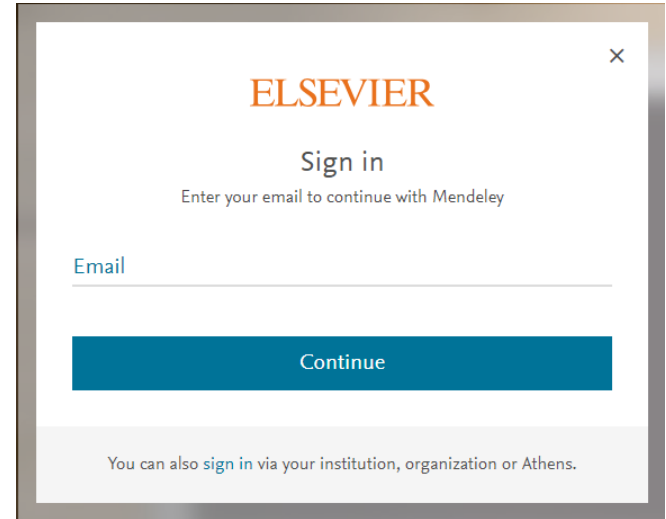 ELSEVIER
Sign in
Enter your email to continue with Mendeley
Email
Continue
You can also sign in via your institution, organization or Athens.